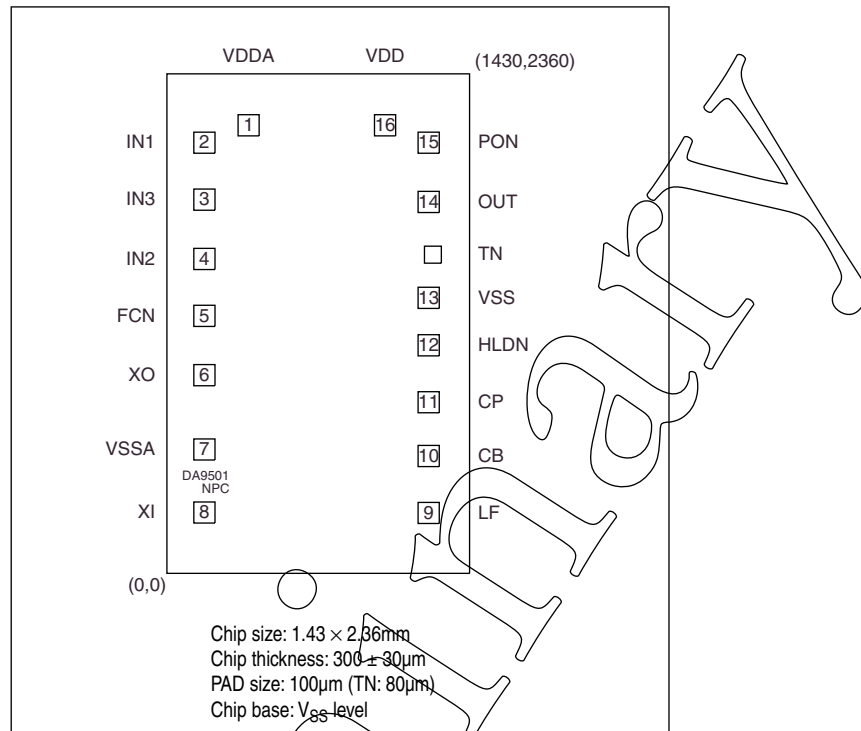 VDDA VDD (1430,2360)
1 16
IN1 2 15 PON
IN3 3 14 OUT
IN2 4 TN
13 VSS
FCN 5
12 HLDN
XO 6
11 CP
VSSA 7 10 CB
DA9501
NPC
XI 8 9 LF
(0,0)
Chip size: 1.43 × 2.36mm
Chip thickness: 300 ± 30µm
PAD size: 100µm (TN: 80µm)
Chip base: VSS level
inary